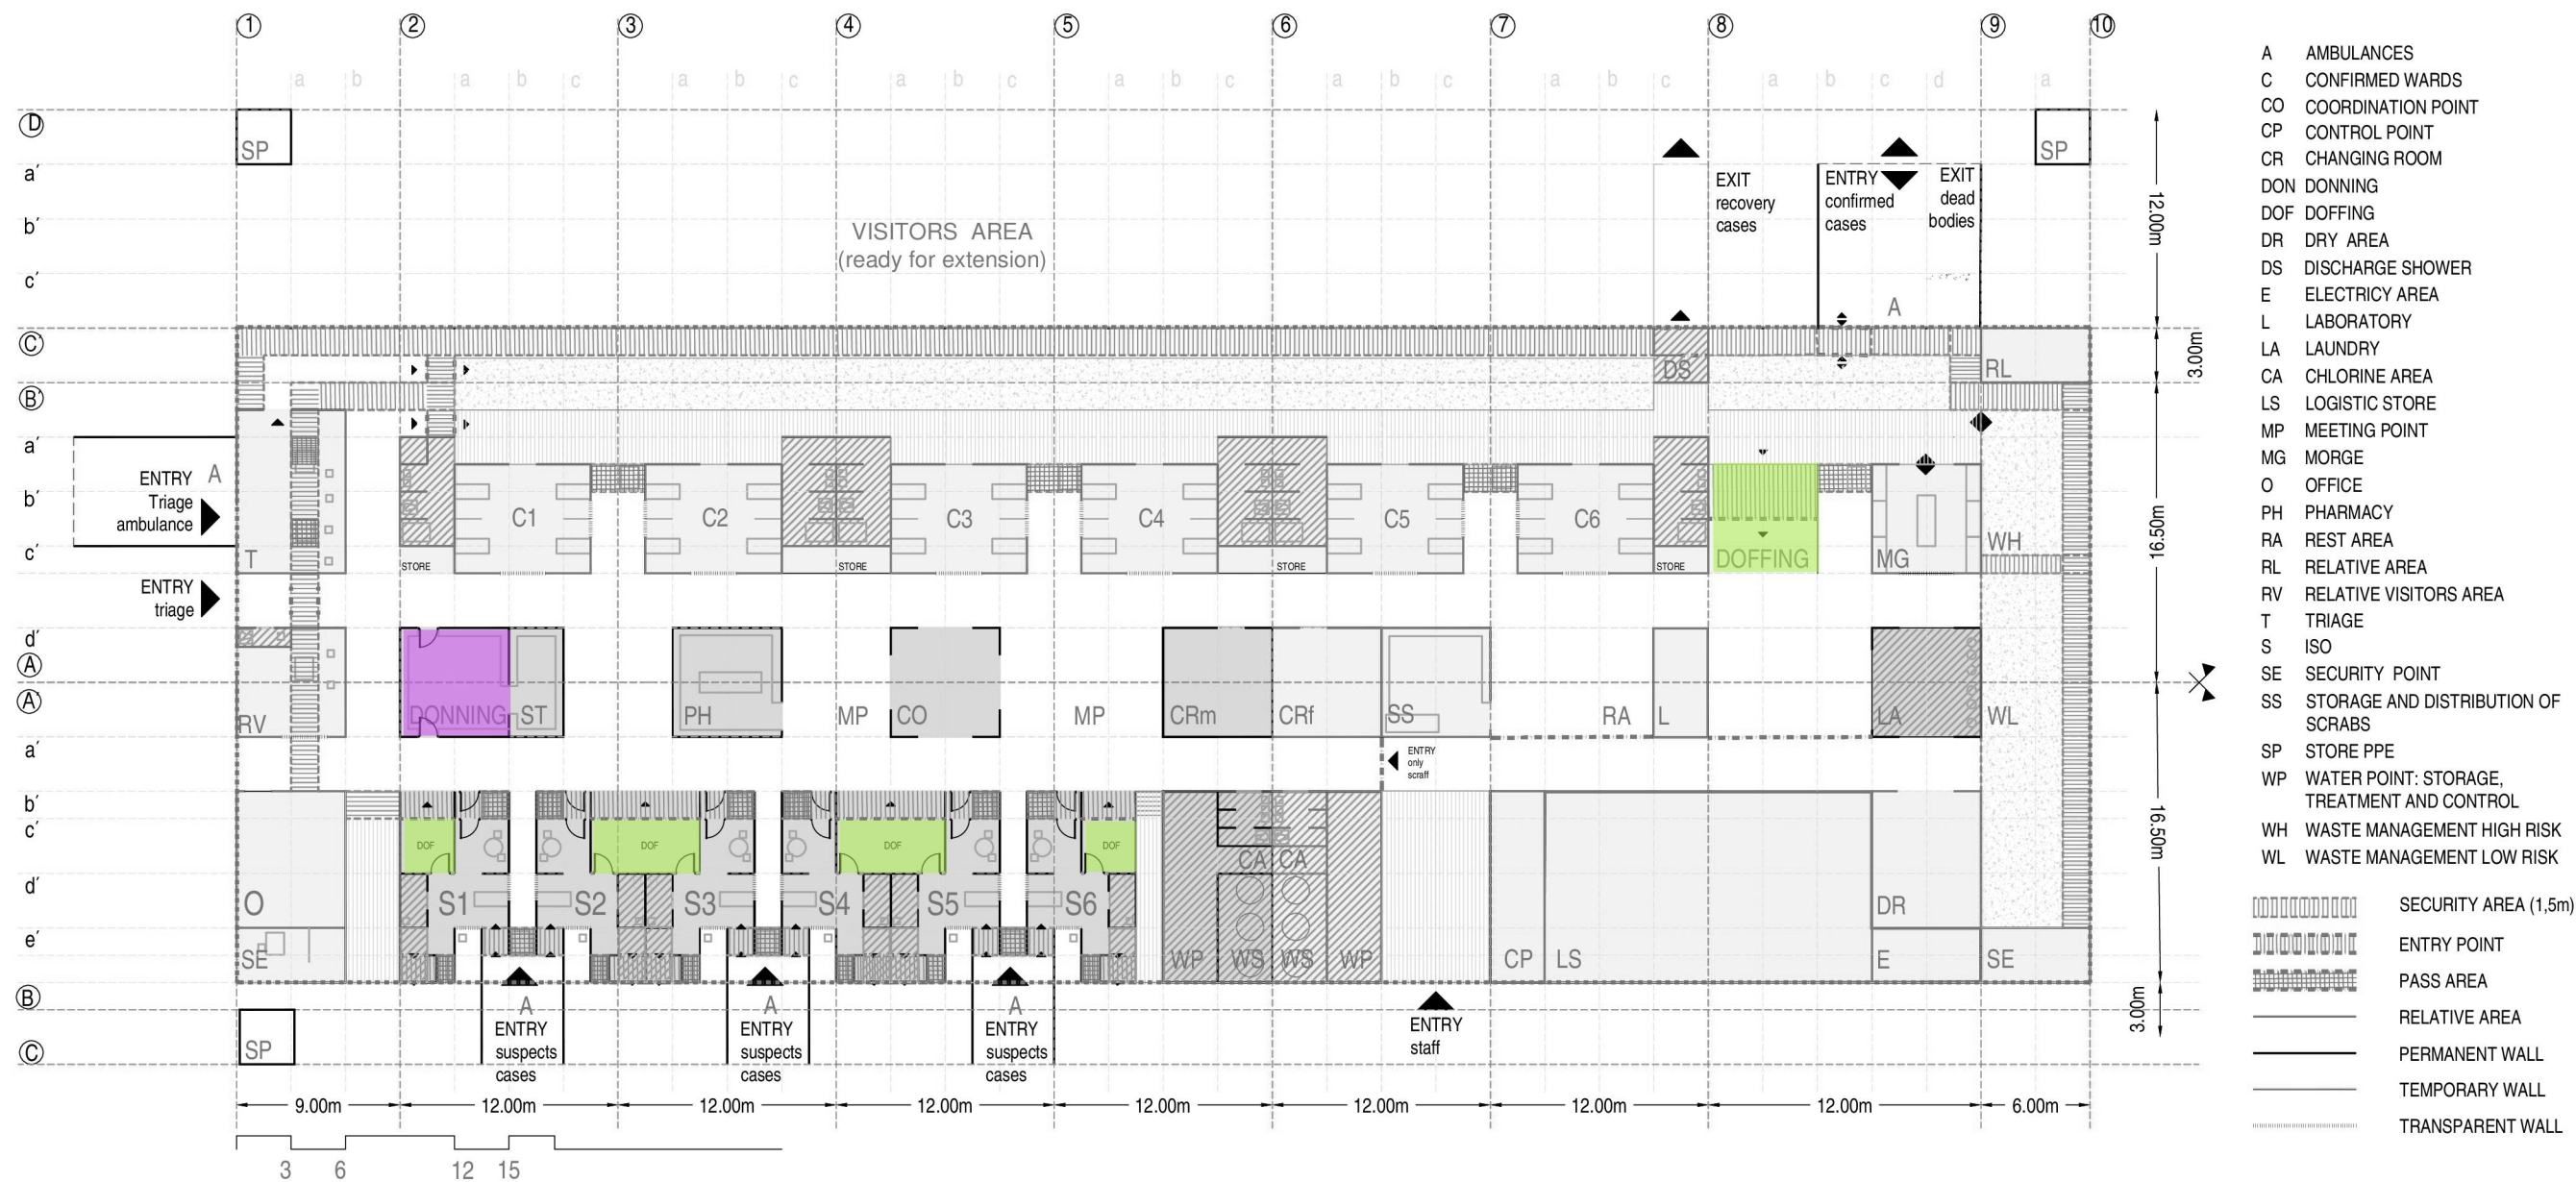 1 2 3 4 5 6 7 8 9 10
a b a b c a b c a b c a b c a b c a b c a b c d a
D
SP SP
a'
b'
c'
VISITORS AREA
(ready for extension)
EXIT
recovery
cases
ENTRY
confirmed
cases
EXIT
dead
bodies
A
12.00m
C
DS RL
3.00m
B
a'
ENTRY A
Triage
ambulance
b'
C1 C2 C3 C4 C5 C6
WH
c'
T STORE STORE STORE STORE DOFFING MG
16.50m
ENTRY
triage
d'
A
A
RV DONNING ST PH MP CO MP CRm CRf SS RA L LA WL
a'
ENTRY
only
scraff
b'
c'
DOF DOF DOF DOF
CA CA
d'
O S1 S2 S3 S4 S5 S6 DR
e'
SE WP WS WS WP CP LS E SE
16.50m
B
A A A
ENTRY
suspects
cases
ENTRY
suspects
cases
ENTRY
suspects
cases
ENTRY
staff
3.00m
C
SP
9.00m 12.00m 12.00m 12.00m 12.00m 12.00m 12.00m 12.00m 6.00m
3 6 12 15
A AMBULANCES
C CONFIRMED WARDS
CO COORDINATION POINT
CP CONTROL POINT
CR CHANGING ROOM
DON DONNING
DOF DOFFING
DR DRY AREA
DS DISCHARGE SHOWER
E ELECTRICY AREA
L LABORATORY
LA LAUNDRY
CA CHLORINE AREA
LS LOGISTIC STORE
MP MEETING POINT
MG MORGE
O OFFICE
PH PHARMACY
RA REST AREA
RL RELATIVE AREA
RV RELATIVE VISITORS AREA
T TRIAGE
S ISO
SE SECURITY POINT
SS STORAGE AND DISTRIBUTION OF
SCRABS
SP STORE PPE
WP WATER POINT: STORAGE,
TREATMENT AND CONTROL
WH WASTE MANAGEMENT HIGH RISK
WL WASTE MANAGEMENT LOW RISK
SECURITY AREA (1,5m)
ENTRY POINT
PASS AREA
RELATIVE AREA
PERMANENT WALL
TEMPORARY WALL
TRANSPARENT WALL